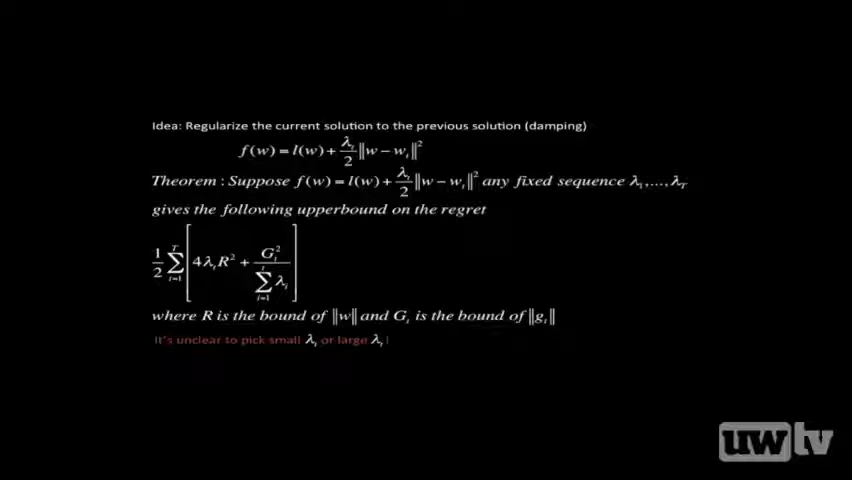 Idea: Regularize the current solution to the previous solution (damping)
f(w) = l(w) + λ_t/2 ‖w − w_t‖²
Theorem : Suppose f(w) = l(w) + λ_t/2 ‖w − w_t‖² any fixed sequence λ₁,...,λ_T
gives the following upperbound on the regret
1/2 ∑_{t=1}^{T} [4λ_t R² + G_t² / ∑_{i=1}^{t} λ_i]
where R is the bound of ‖w‖ and G_t is the bound of ‖g_t‖
It's unclear to pick small λ_t or large λ_t
uwtv